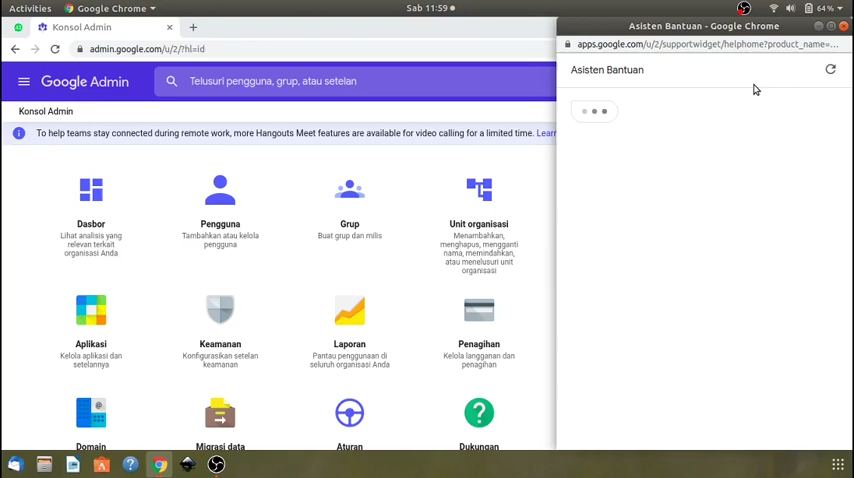 Activities
Google Chrome
Sab 11:59
64 %
Konsol Admin
admin.google.com/u/2/?hl=id
Google Admin
Telusuri pengguna, grup, atau setelan
Konsol Admin
To help teams stay connected during remote work, more Hangouts Meet features are available for video calling for a limited time. Learn
Dasbor
Lihat analisis yang
relevan terkait
organisasi Anda
Pengguna
Tambahkan atau kelola
pengguna
Grup
Buat grup dan milis
Unit organisasi
Menambahkan,
menghapus, mengganti
nama, memindahkan,
atau menelusuri unit
organisasi
Aplikasi
Kelola aplikasi dan
setelannya
Keamanan
Konfigurasikan setelan
keamanan
Laporan
Pantau penggunaan di
seluruh organisasi Anda
Penagihan
Kelola langganan dan
penagihan
Domain
Migrasi data
Aturan
Dukungan
Asisten Bantuan - Google Chrome
apps.google.com/u/2/supportwidget/helphome?product_name=...
Asisten Bantuan